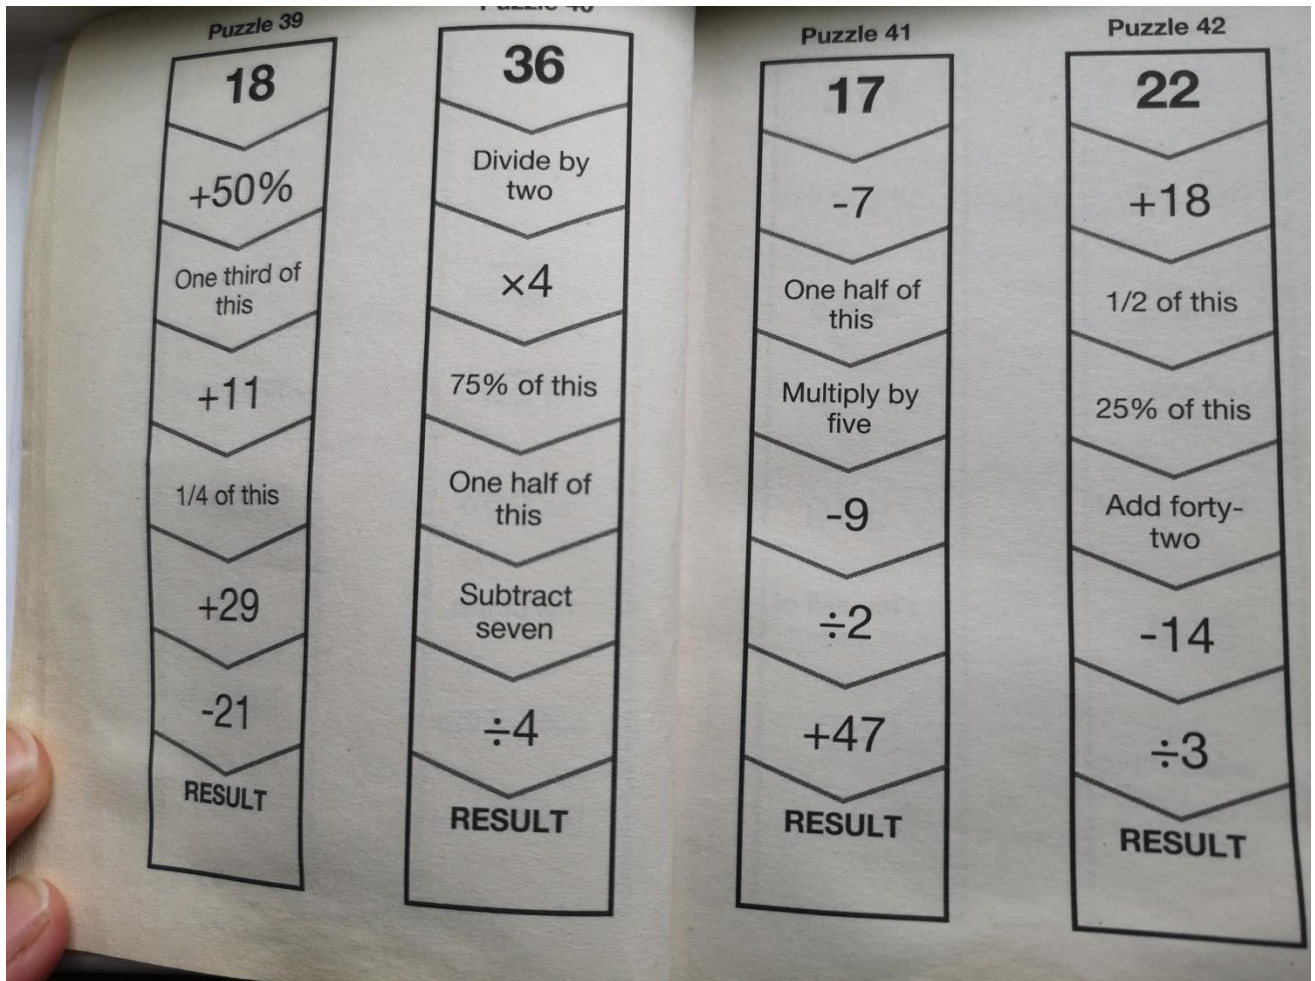 Puzzle 39
18
+50%
One third of
this
+11
1/4 of this
+29
-21
RESULT
Puzzle 40
36
Divide by
two
×4
75% of this
One half of
this
Subtract
seven
÷4
RESULT
Puzzle 41
17
-7
One half of
this
Multiply by
five
-9
÷2
+47
RESULT
Puzzle 42
22
+18
1/2 of this
25% of this
Add forty-
two
-14
÷3
RESULT